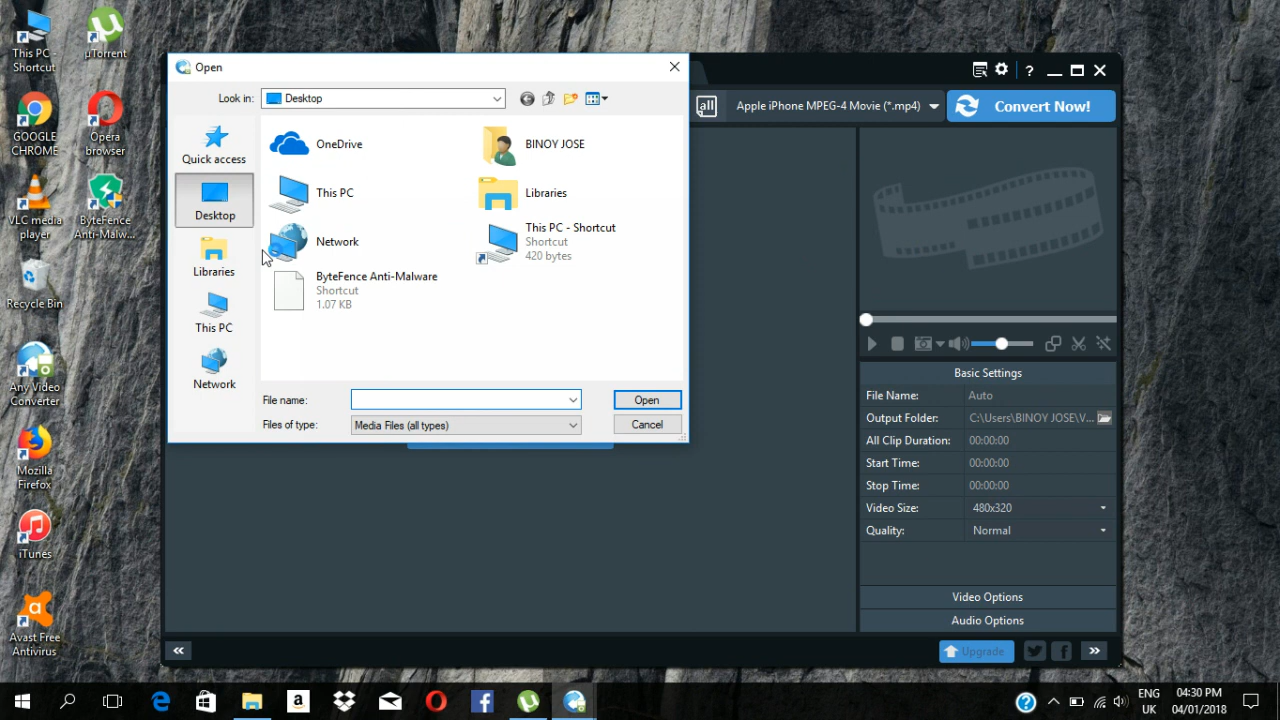 This PC -
Shortcut
µTorrent
GOOGLE
CHROME
Opera
browser
VLC media
player
ByteFence
Anti-Malw...
Recycle Bin
Any Video
Converter
Mozilla
Firefox
iTunes
Avast Free
Antivirus
Open
Look in:
Desktop
Quick access
Desktop
Libraries
This PC
Network
OneDrive
BINOY JOSE
This PC
Libraries
Network
This PC - Shortcut
Shortcut
420 bytes
ByteFence Anti-Malware
Shortcut
1.07 KB
File name:
Open
Files of type:
Media Files (all types)
Cancel
?
all
Apple iPhone MPEG-4 Movie (*.mp4)
Convert Now!
Basic Settings
File Name:
Auto
Output Folder:
C:\Users\BINOY JOSE\V...
All Clip Duration:
00:00:00
Start Time:
00:00:00
Stop Time:
00:00:00
Video Size:
480x320
Quality:
Normal
Video Options
Audio Options
Upgrade
ENG
UK
04:30 PM
04/01/2018